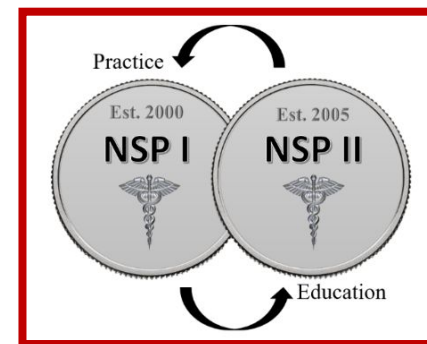 Practice
Est. 2000
NSP I
Est. 2005
NSP II
Education